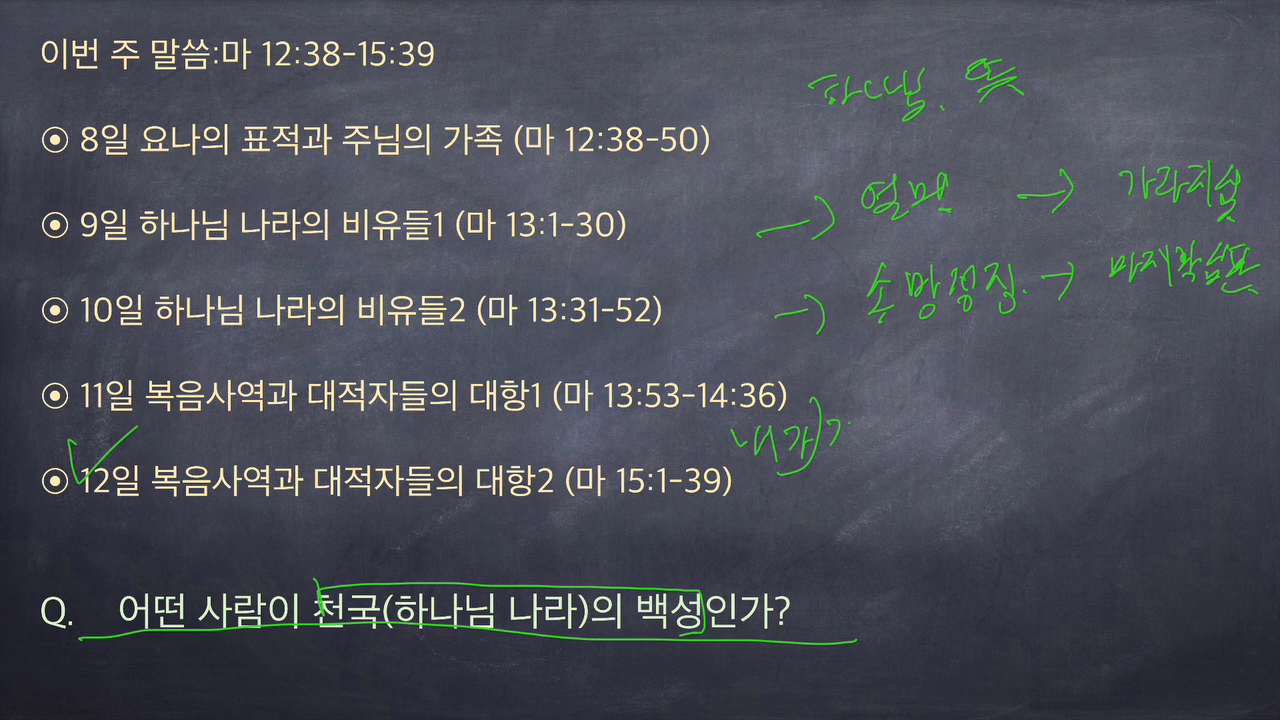 이번 주 말씀:마 12:38-15:39
하나님. 뜻
⦿ 8일 요나의 표적과 주님의 가족 (마 12:38-50)
⦿ 9일 하나님 나라의 비유들1 (마 13:1-30)
→ 열매 → 가라지
⦿ 10일 하나님 나라의 비유들2 (마 13:31-52)
→ → 마지막
⦿ 11일 복음사역과 대적자들의 대항1 (마 13:53-14:36)
내가
⦿ 12일 복음사역과 대적자들의 대항2 (마 15:1-39)
Q. 어떤 사람이 천국(하나님 나라)의 백성인가?